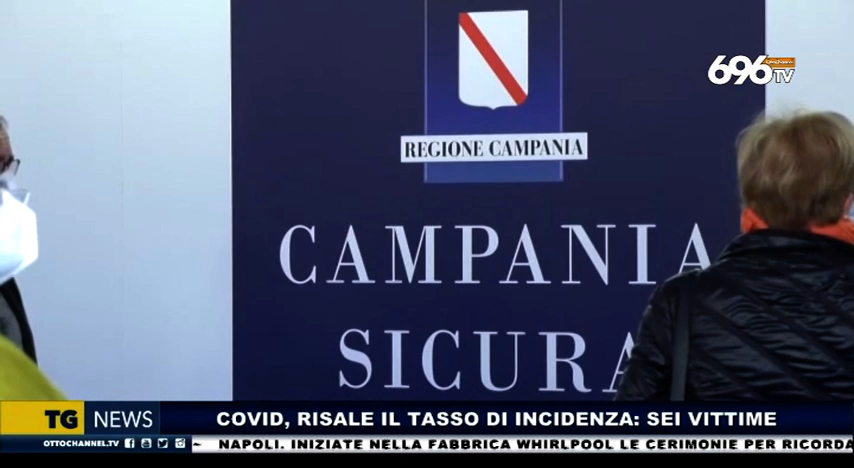 696
TV
REGIONE CAMPANIA
CAMPANIA
SICURA
TG NEWS
COVID, RISALE IL TASSO DI INCIDENZA: SEI VITTIME
OTTOCHANNEL.TV
NAPOLI. INIZIATE NELLA FABBRICA WHIRLPOOL LE CERIMONIE PER RICORDA